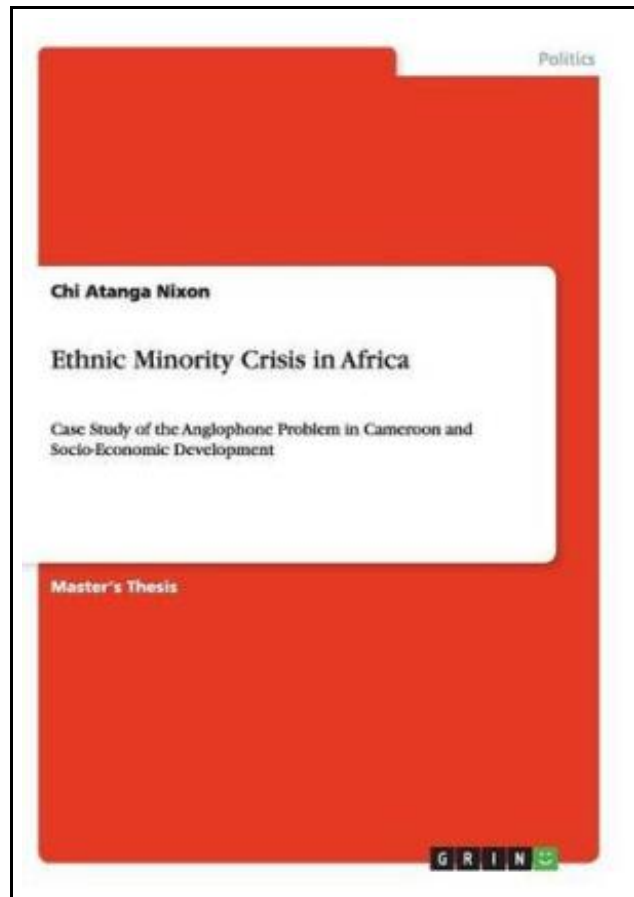 Politics
Chi Atanga Nixon
Ethnic Minority Crisis in Africa
Case Study of the Anglophone Problem in Cameroon and
Socio-Economic Development
Master's Thesis
GRIN